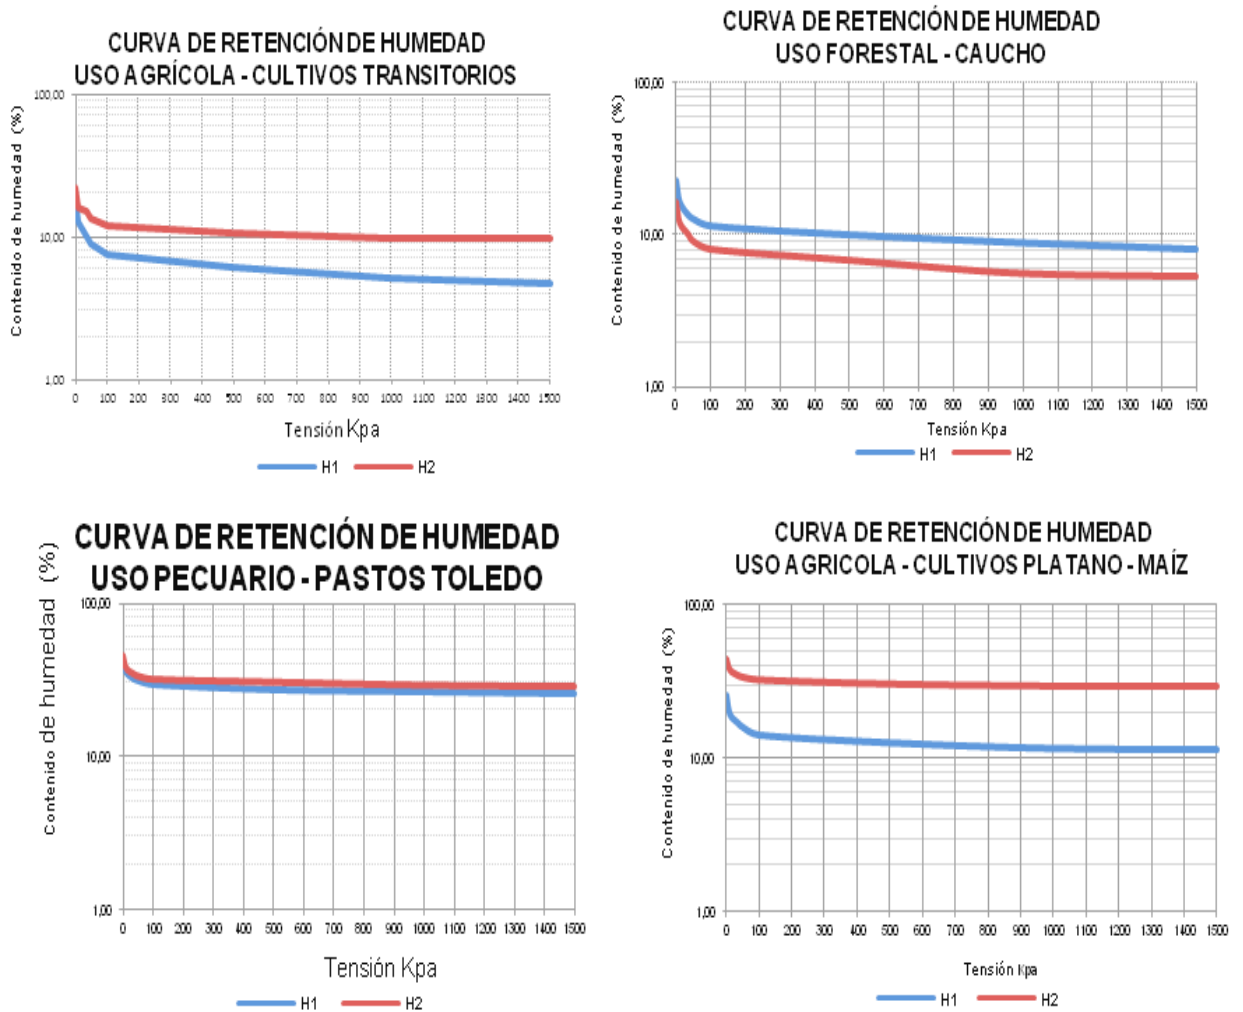 CURVA DE RETENCIÓN DE HUMEDAD
USO AGRÍCOLA - CULTIVOS TRANSITORIOS
Contenido de humedad (%)
100,00
10,00
1,00
0 100 200 300 400 500 600 700 800 900 1000 1100 1200 1300 1400 1500
Tensión Kpa
H1 H2
CURVA DE RETENCIÓN DE HUMEDAD
USO FORESTAL - CAUCHO
Contenido de humedad (%)
100,00
10,00
1,00
0 100 200 300 400 500 600 700 800 900 1000 1100 1200 1300 1400 1500
Tensión Kpa
H1 H2
CURVA DE RETENCIÓN DE HUMEDAD
USO PECUARIO - PASTOS TOLEDO
Contenido de humedad (%)
100,00
10,00
1,00
0 100 200 300 400 500 600 700 800 900 1000 1100 1200 1300 1400 1500
Tensión Kpa
H1 H2
CURVA DE RETENCIÓN DE HUMEDAD
USO AGRICOLA - CULTIVOS PLATANO - MAÍZ
Contenido de humedad (%)
100,00
10,00
1,00
0 100 200 300 400 500 600 700 800 900 1000 1100 1200 1300 1400 1500
Tensión Kpa
H1 H2